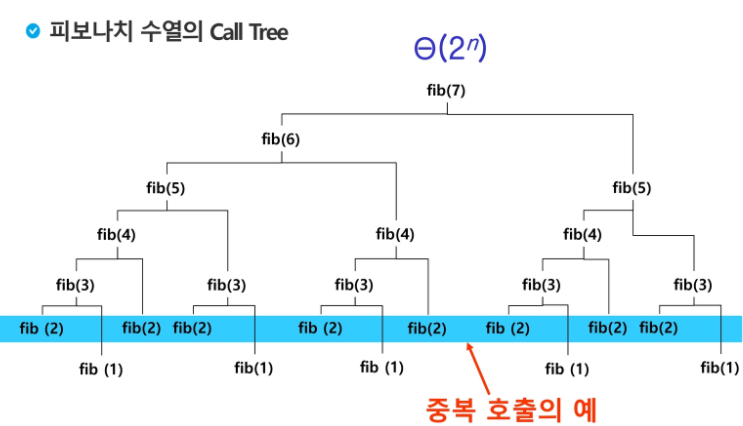 피보나치 수열의 Call Tree
Θ(2ⁿ)
fib(7)
fib(6)
fib(5) fib(5)
fib(4) fib(4) fib(4)
fib(3) fib(3) fib(3) fib(3) fib(3)
fib (2) fib(2) fib(2) fib (2) fib(2) fib (2) fib(2) fib(2)
fib (1) fib(1) fib (1) fib (1) fib(1)
중복 호출의 예